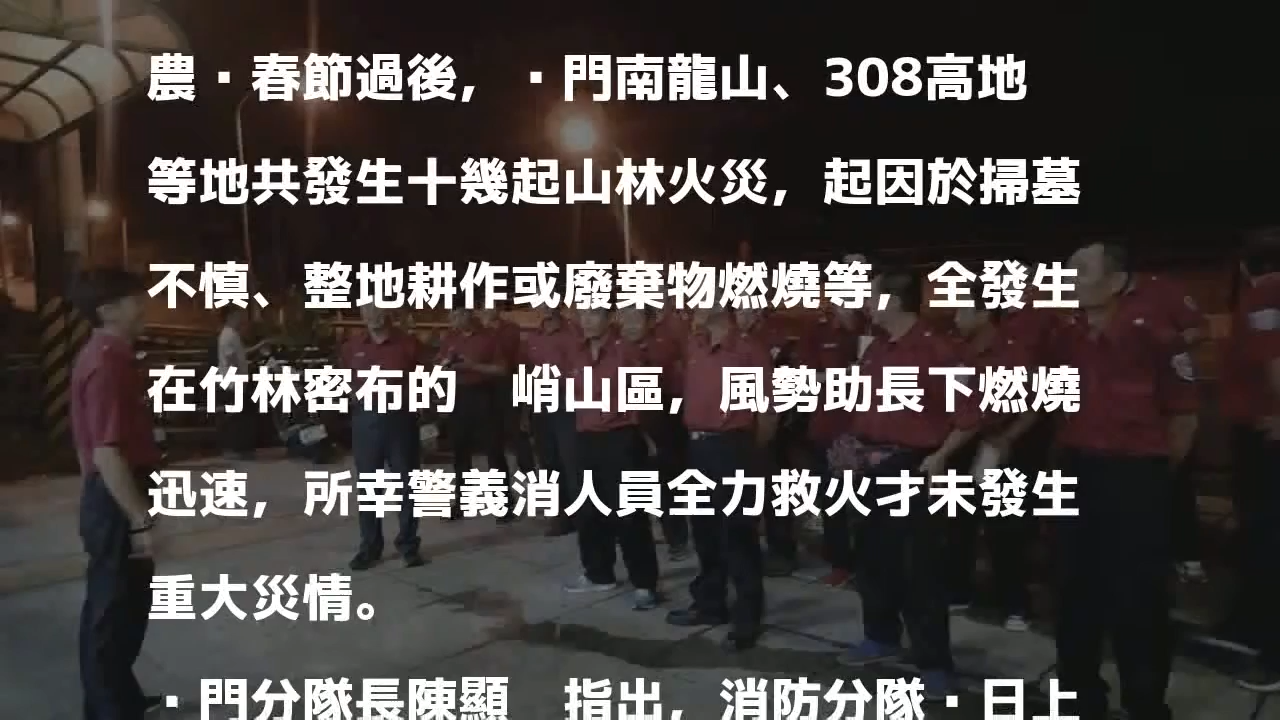 農·春節過後，·門南龍山、308高地
等地共發生十幾起山林火災，起因於掃墓
不慎、整地耕作或廢棄物燃燒等，全發生
在竹林密布的　峭山區，風勢助長下燃燒
迅速，所幸警義消人員全力救火才未發生
重大災情。
·門分隊長陳顯　指出，消防分隊·日上